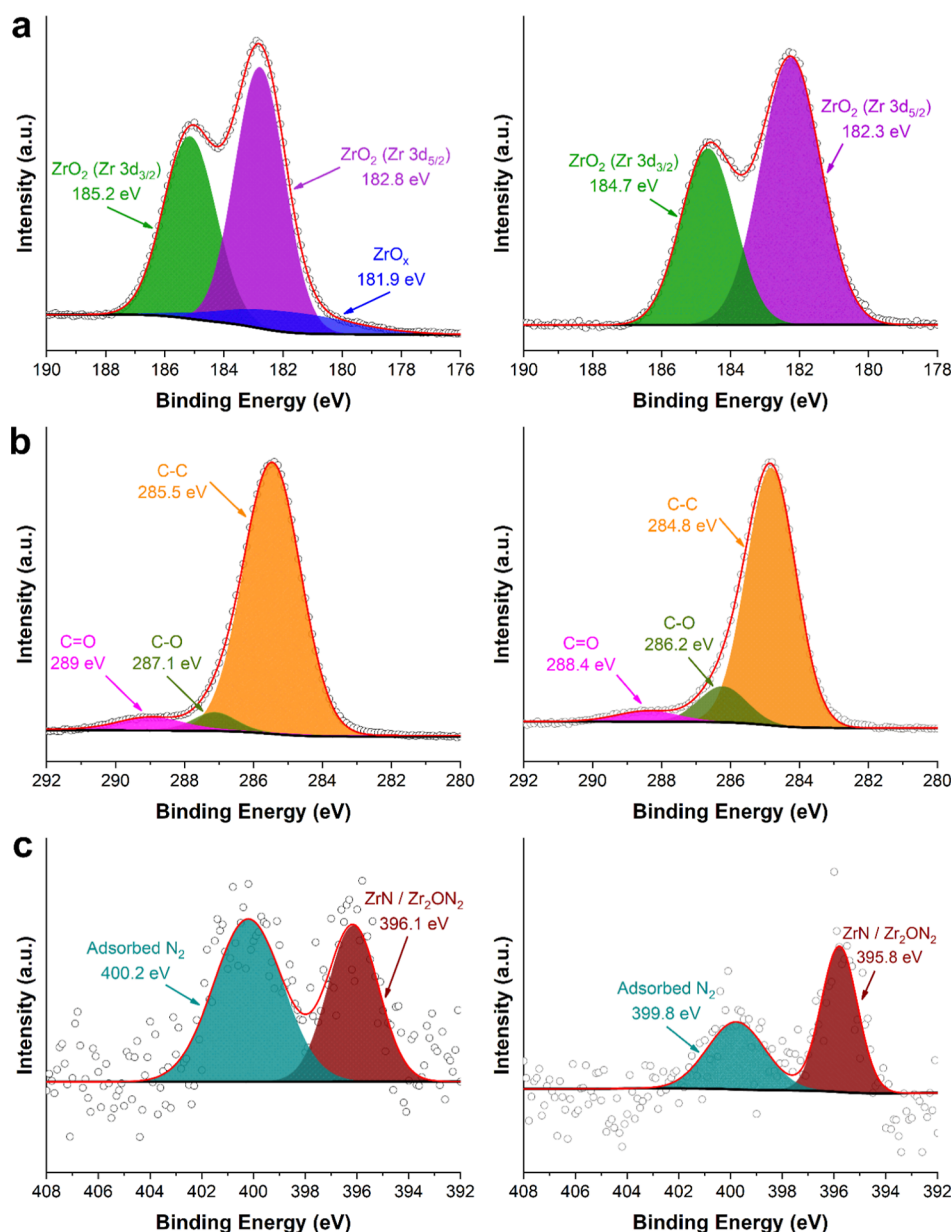 a
Intensity (a.u.)
ZrO₂ (Zr 3d₃/₂)
185.2 eV
ZrO₂ (Zr 3d₅/₂)
182.8 eV
ZrOₓ
181.9 eV
190 188 186 184 182 180 178 176
Binding Energy (eV)
Intensity (a.u.)
ZrO₂ (Zr 3d₃/₂)
184.7 eV
ZrO₂ (Zr 3d₅/₂)
182.3 eV
190 188 186 184 182 180 178
Binding Energy (eV)
b
Intensity (a.u.)
C-C
285.5 eV
C=O
289 eV
C-O
287.1 eV
292 290 288 286 284 282 280
Binding Energy (eV)
Intensity (a.u.)
C-C
284.8 eV
C-O
286.2 eV
C=O
288.4 eV
292 290 288 286 284 282 280
Binding Energy (eV)
c
Intensity (a.u.)
Adsorbed N₂
400.2 eV
ZrN / Zr₂ON₂
396.1 eV
408 406 404 402 400 398 396 394 392
Binding Energy (eV)
Intensity (a.u.)
Adsorbed N₂
399.8 eV
ZrN / Zr₂ON₂
395.8 eV
408 406 404 402 400 398 396 394 392
Binding Energy (eV)